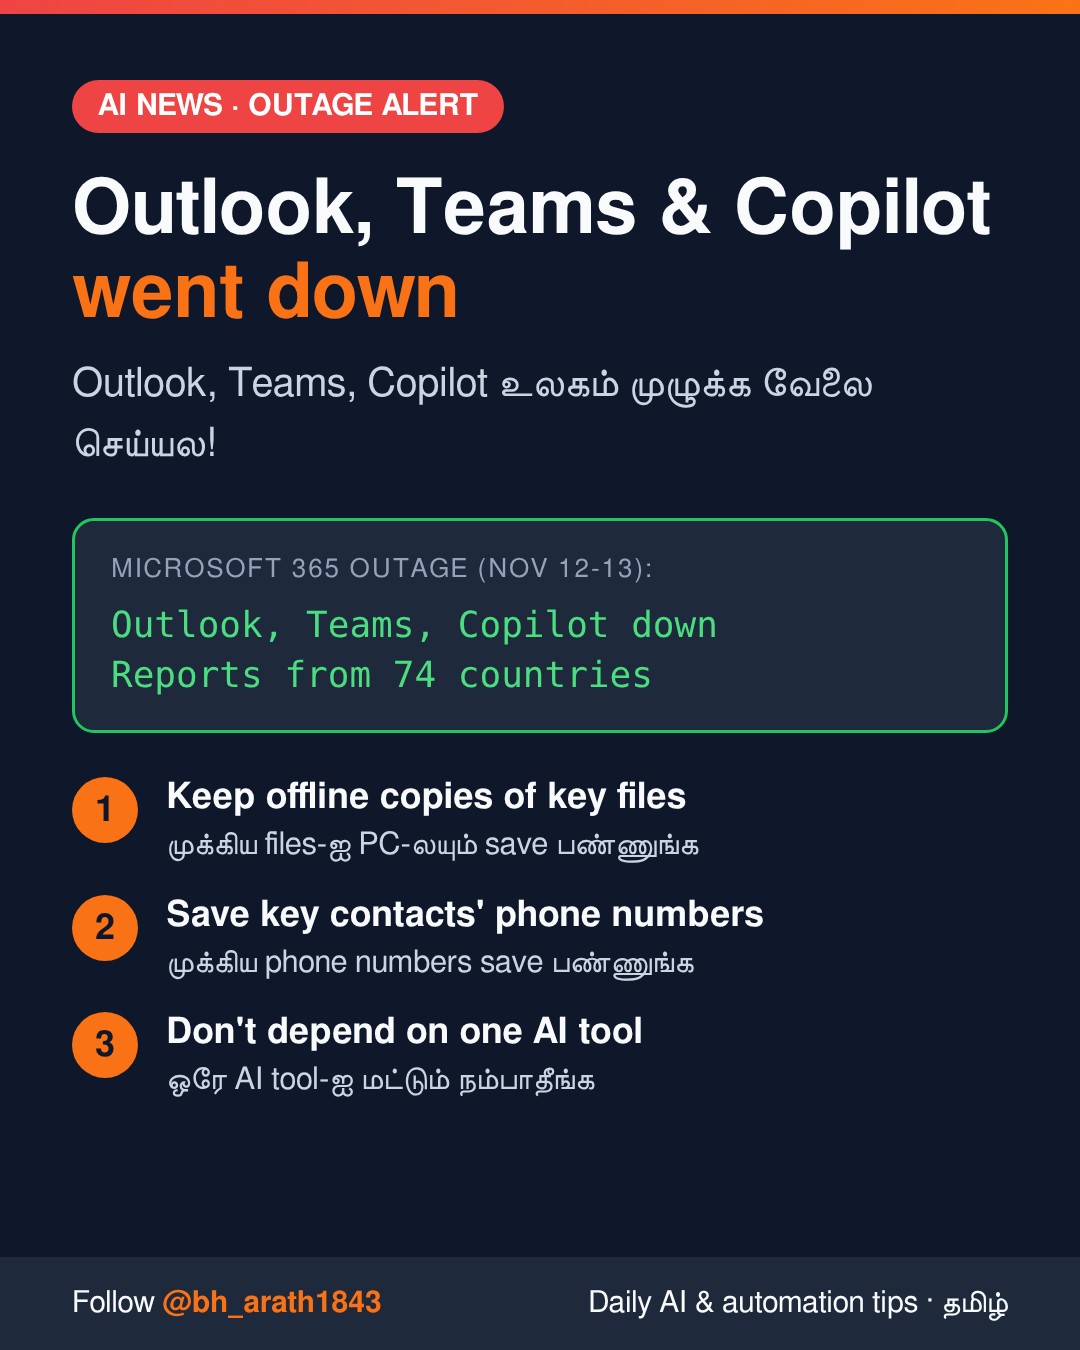 AI NEWS · OUTAGE ALERT
Outlook, Teams & Copilot
went down
Outlook, Teams, Copilot உலகம் முழுக்க வேலை
செய்யல!
MICROSOFT 365 OUTAGE (NOV 12-13):
Outlook, Teams, Copilot down
Reports from 74 countries
1
Keep offline copies of key files
முக்கிய files-ஐ PC-லயும் save பண்ணுங்க
2
Save key contacts' phone numbers
முக்கிய phone numbers save பண்ணுங்க
3
Don't depend on one AI tool
ஒரே AI tool-ஐ மட்டும் நம்பாதீங்க
Follow @bh_arath1843
Daily AI & automation tips · தமிழ்